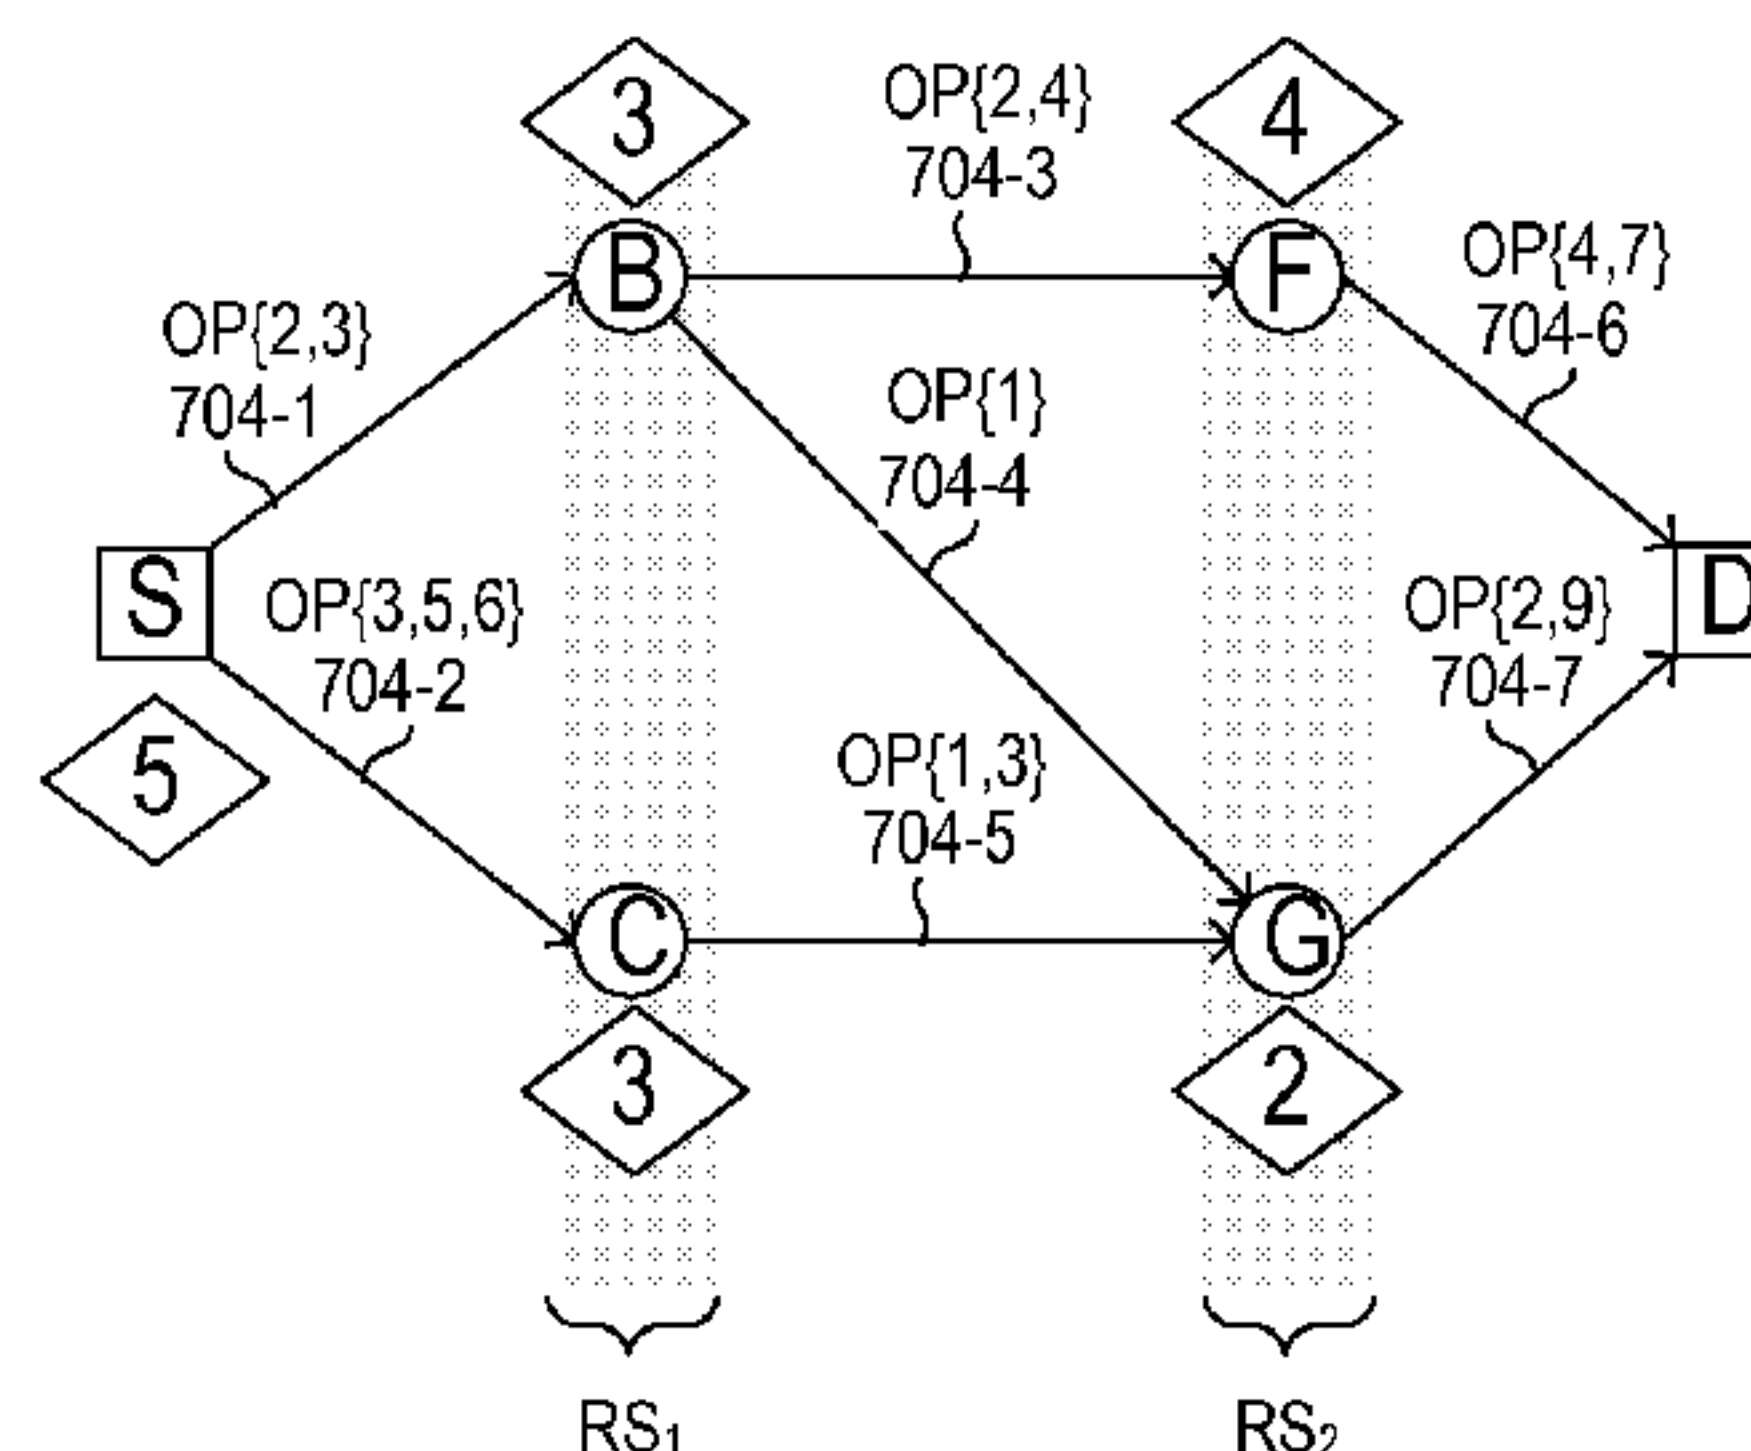 3
OP{2,4}
704-3
4
B
F
OP{4,7}
704-6
OP{2,3}
704-1
OP{1}
704-4
S
OP{3,5,6}
704-2
D
OP{2,9}
704-7
5
OP{1,3}
704-5
C
G
3
2
RS₁
RS₂